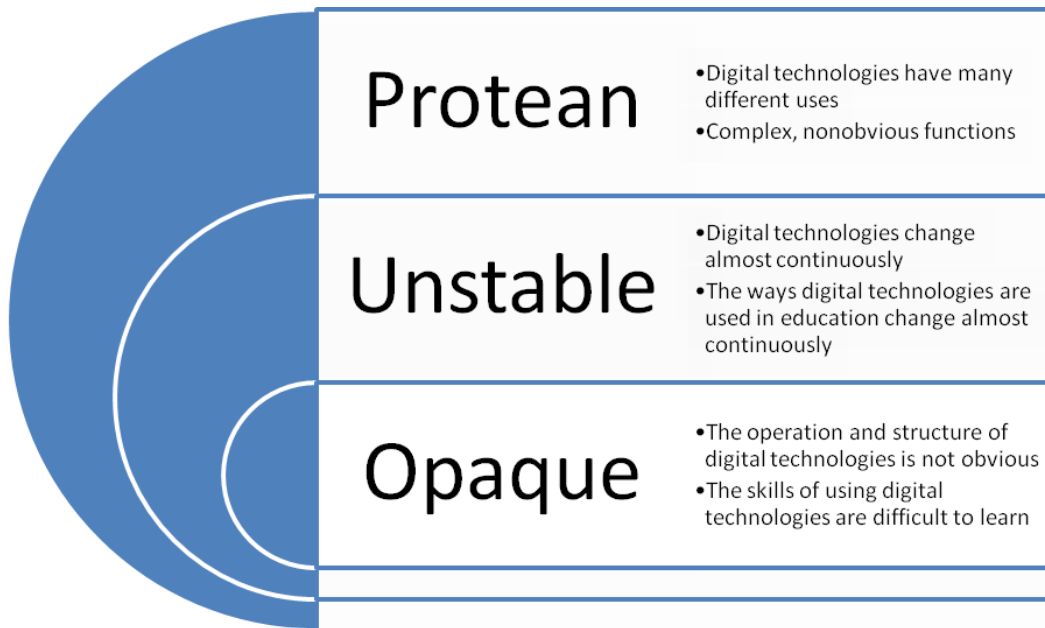 Protean
•Digital technologies have many
different uses
•Complex, nonobvious functions
Unstable
•Digital technologies change
almost continuously
•The ways digital technologies are
used in education change almost
continuously
Opaque
•The operation and structure of
digital technologies is not obvious
•The skills of using digital
technologies are difficult to learn